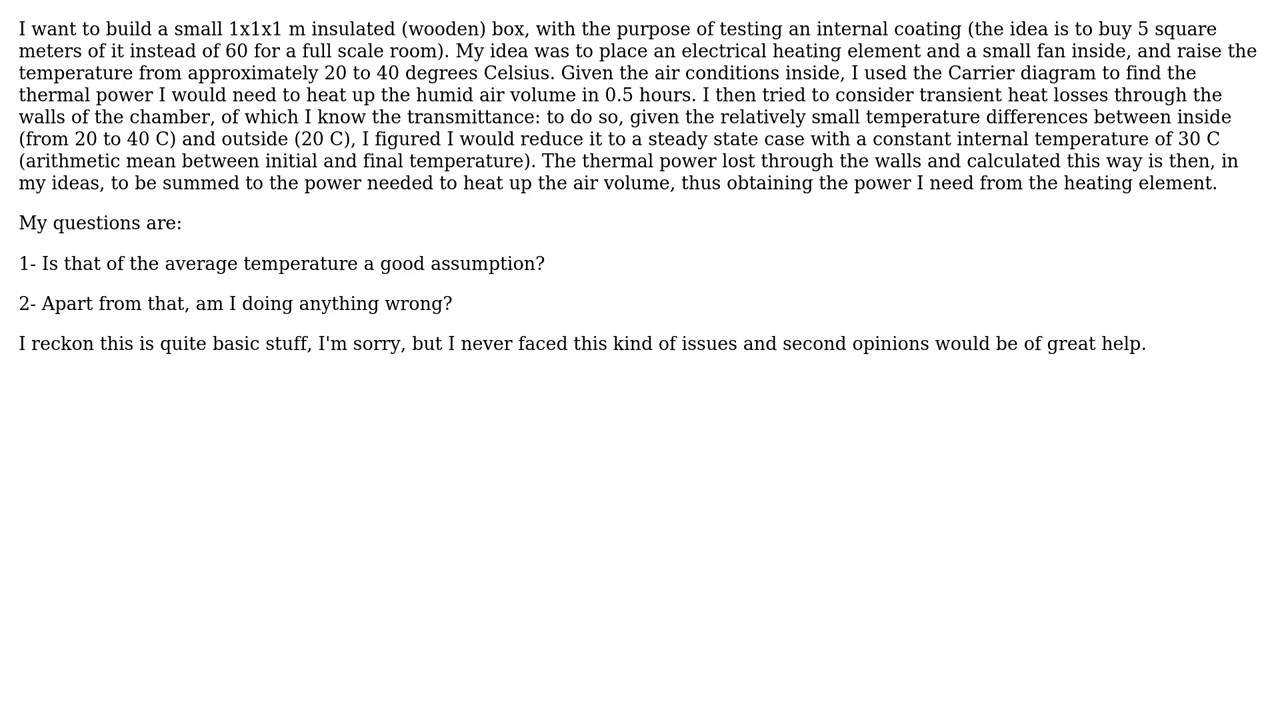 I want to build a small 1x1x1 m insulated (wooden) box, with the purpose of testing an internal coating (the idea is to buy 5 square
meters of it instead of 60 for a full scale room). My idea was to place an electrical heating element and a small fan inside, and raise the
temperature from approximately 20 to 40 degrees Celsius. Given the air conditions inside, I used the Carrier diagram to find the
thermal power I would need to heat up the humid air volume in 0.5 hours. I then tried to consider transient heat losses through the
walls of the chamber, of which I know the transmittance: to do so, given the relatively small temperature differences between inside
(from 20 to 40 C) and outside (20 C), I figured I would reduce it to a steady state case with a constant internal temperature of 30 C
(arithmetic mean between initial and final temperature). The thermal power lost through the walls and calculated this way is then, in
my ideas, to be summed to the power needed to heat up the air volume, thus obtaining the power I need from the heating element.
My questions are:
1- Is that of the average temperature a good assumption?
2- Apart from that, am I doing anything wrong?
I reckon this is quite basic stuff, I'm sorry, but I never faced this kind of issues and second opinions would be of great help.